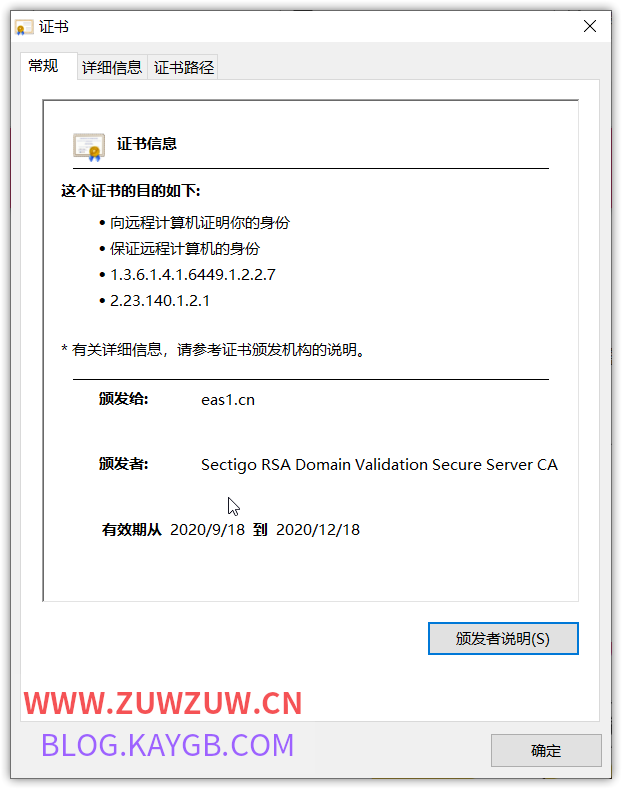 证书
常规 详细信息 证书路径
证书信息
这个证书的目的如下:
• 向远程计算机证明你的身份
• 保证远程计算机的身份
• 1.3.6.1.4.1.6449.1.2.2.7
• 2.23.140.1.2.1
* 有关详细信息，请参考证书颁发机构的说明。
颁发给: eas1.cn
颁发者: Sectigo RSA Domain Validation Secure Server CA
有效期从 2020/9/18 到 2020/12/18
颁发者说明(S)
WWW.ZUWZUW.CN
BLOG.KAYGB.COM
确定